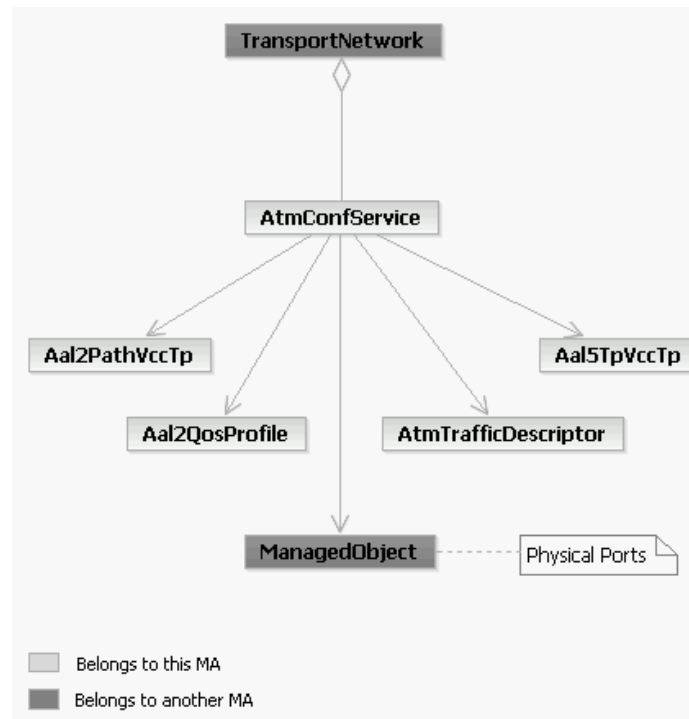 TransportNetwork
AtmConfService
Aal2PathVccTp
Aal5TpVccTp
Aal2QosProfile
AtmTrafficDescriptor
ManagedObject
Physical Ports
Belongs to this MA
Belongs to another MA